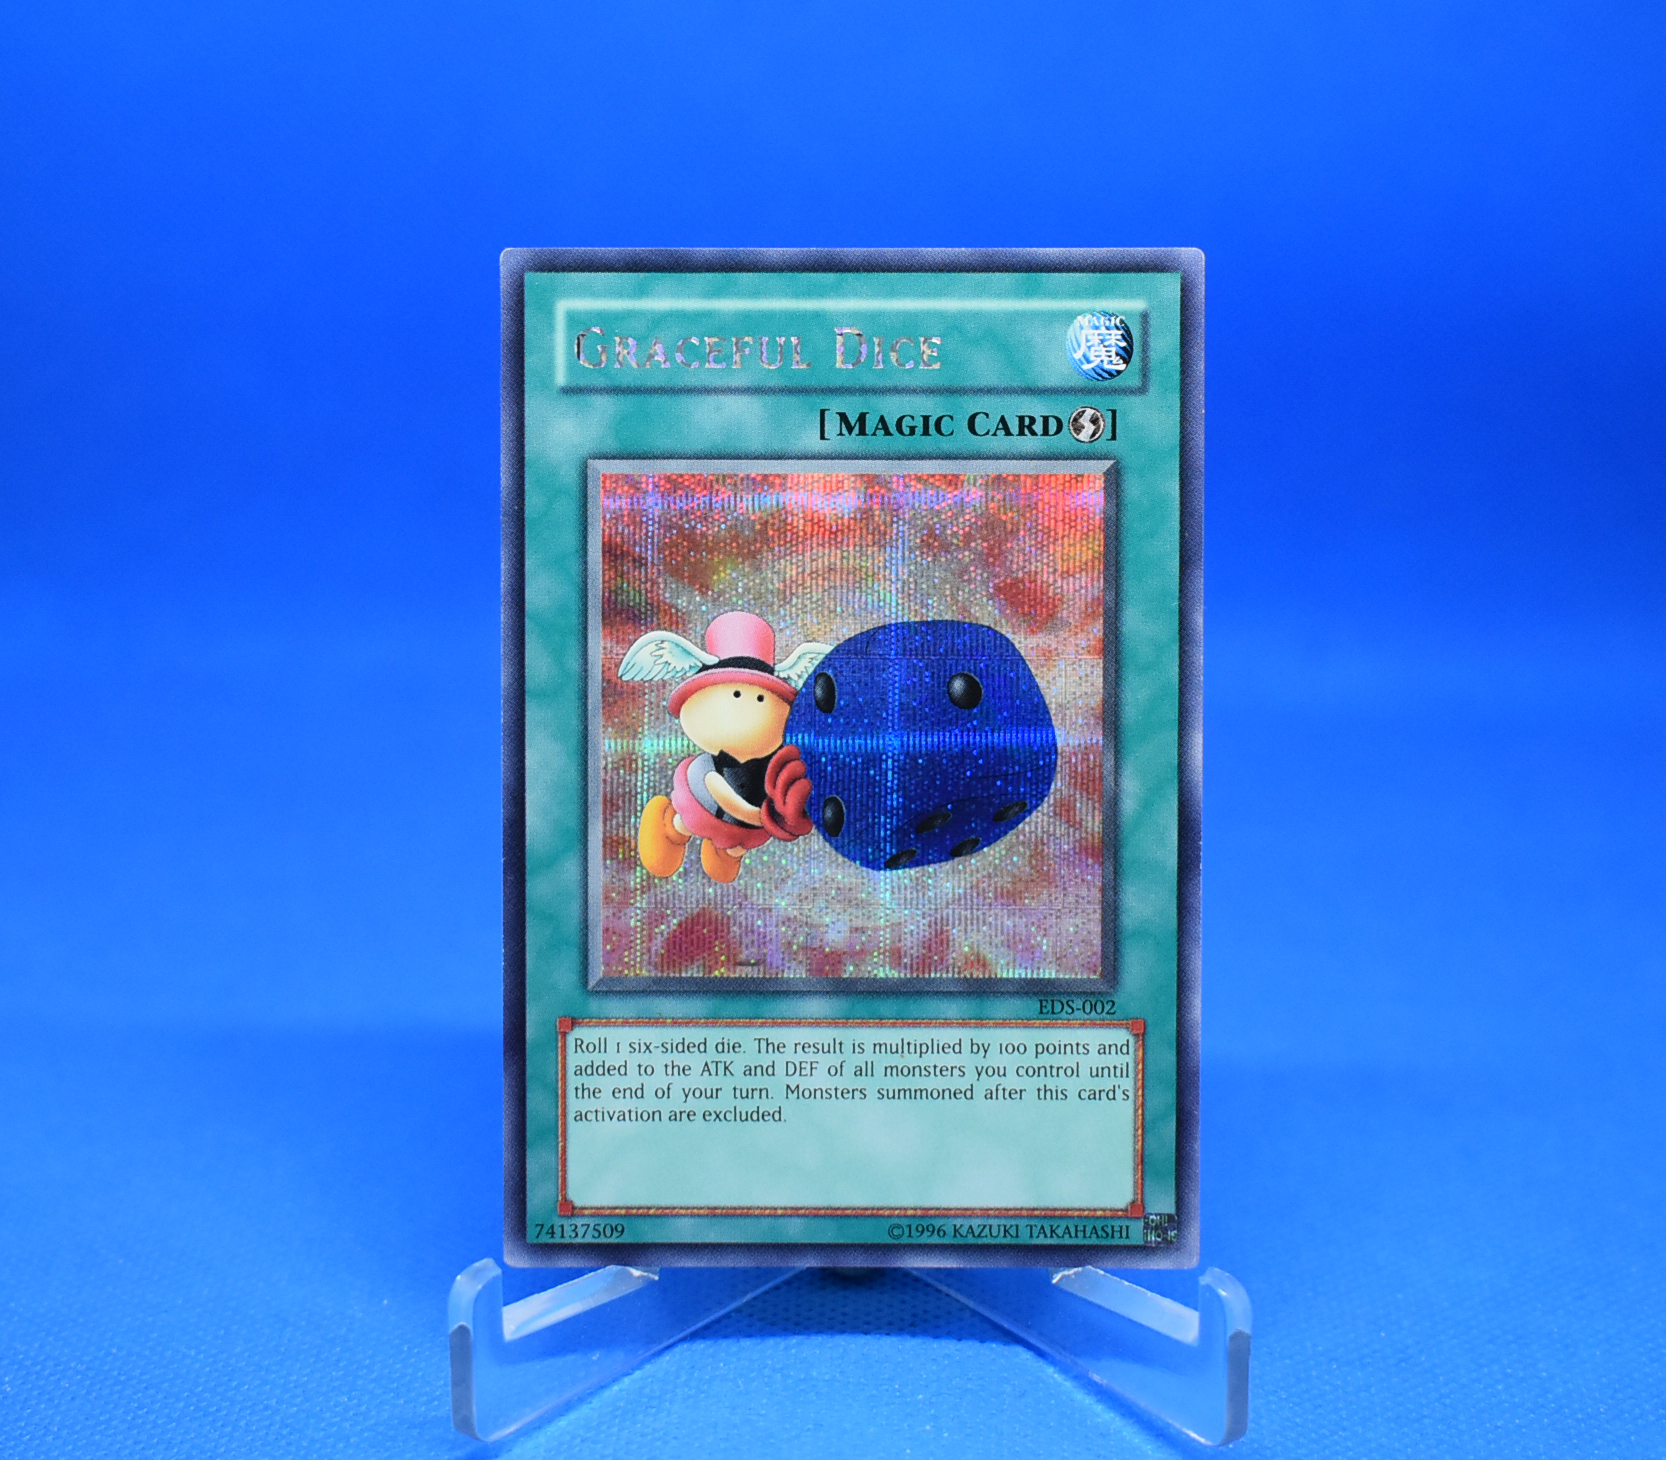 GRACEFUL DICE
MAGIC
魔
[MAGIC CARD]
EDS-002
Roll 1 six-sided die. The result is multiplied by 100 points and
added to the ATK and DEF of all monsters you control until
the end of your turn. Monsters summoned after this card's
activation are excluded.
74137509
©1996 KAZUKI TAKAHASHI